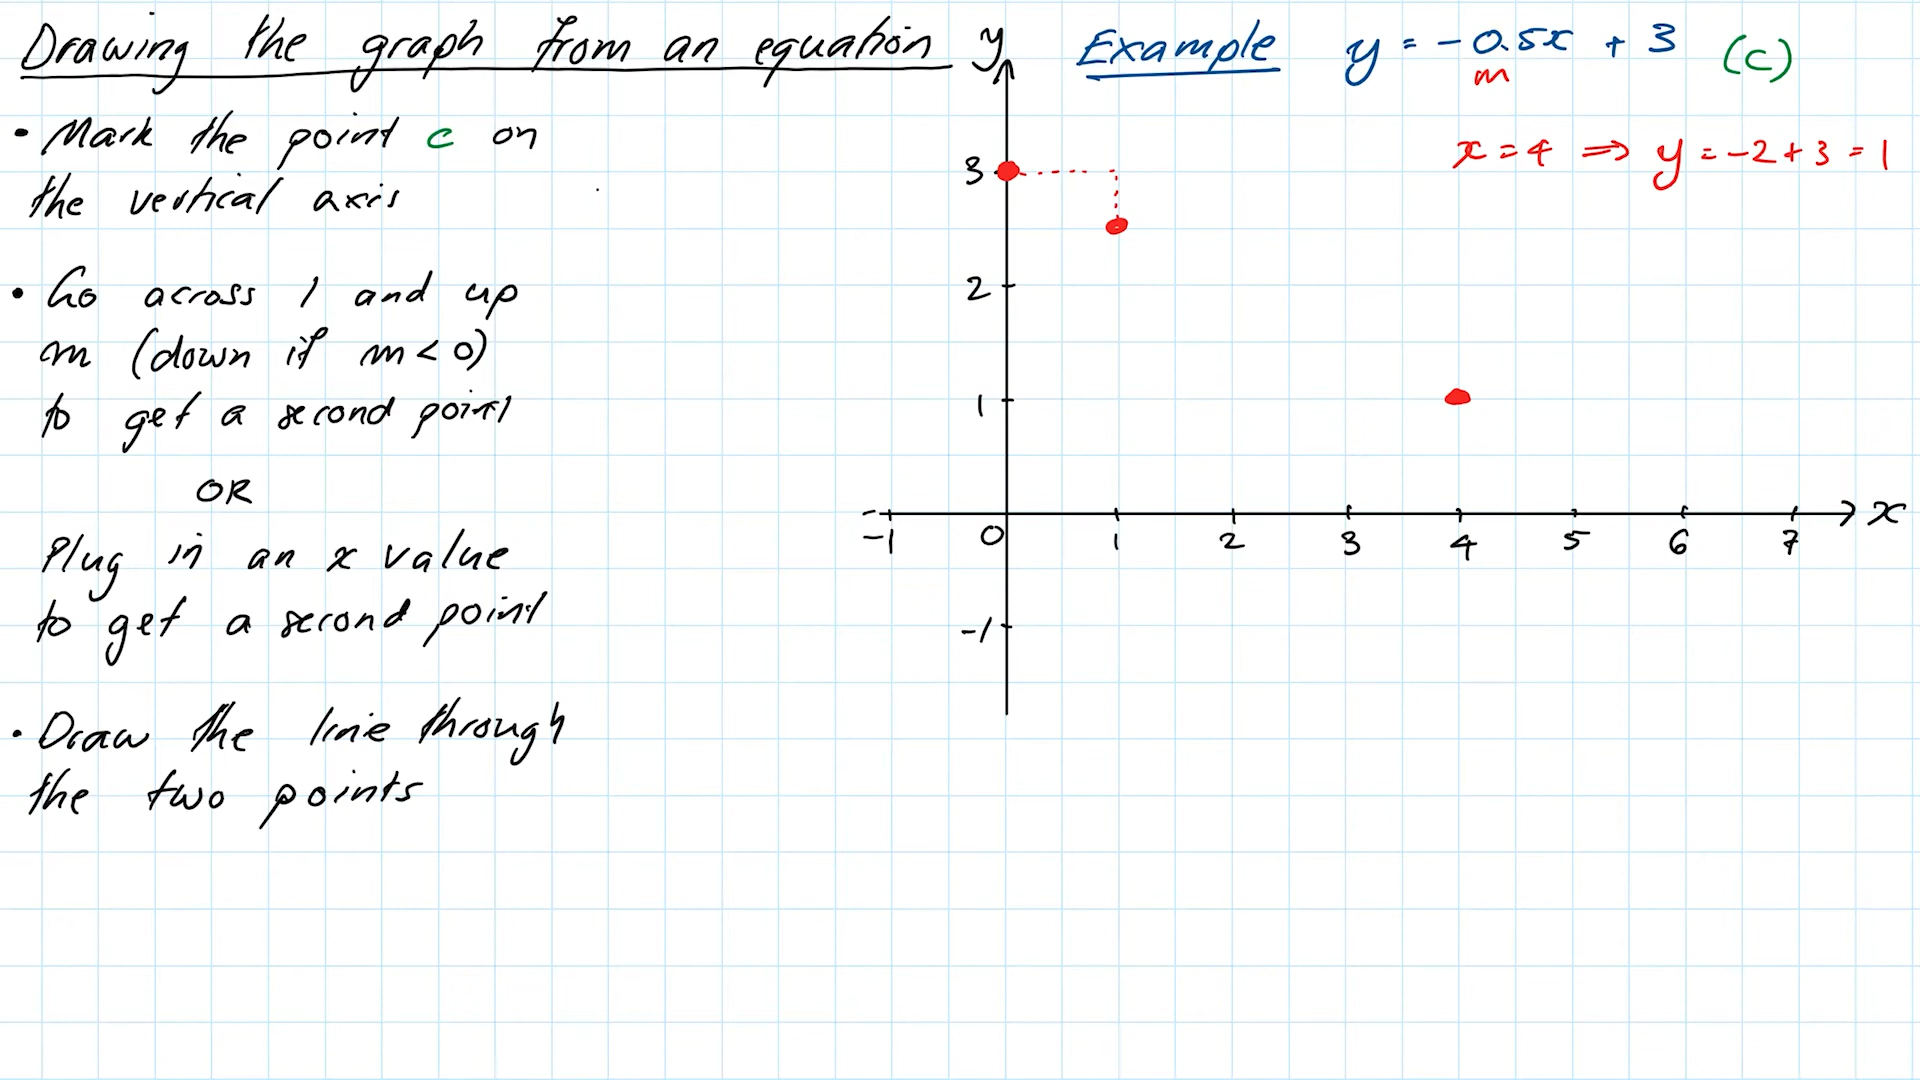 Drawing the graph from an equation
• Mark the point c on
the vertical axis
• Go across 1 and up
m (down if m < 0)
to get a second point
OR
Plug in an x value
to get a second point
• Draw the line through
the two points
Example y = -0.5x + 3 (c)
m
x = 4 ⇒ y = -2 + 3 = 1
y
3
2
1
-1 0 1 2 3 4 5 6 7 x
-1